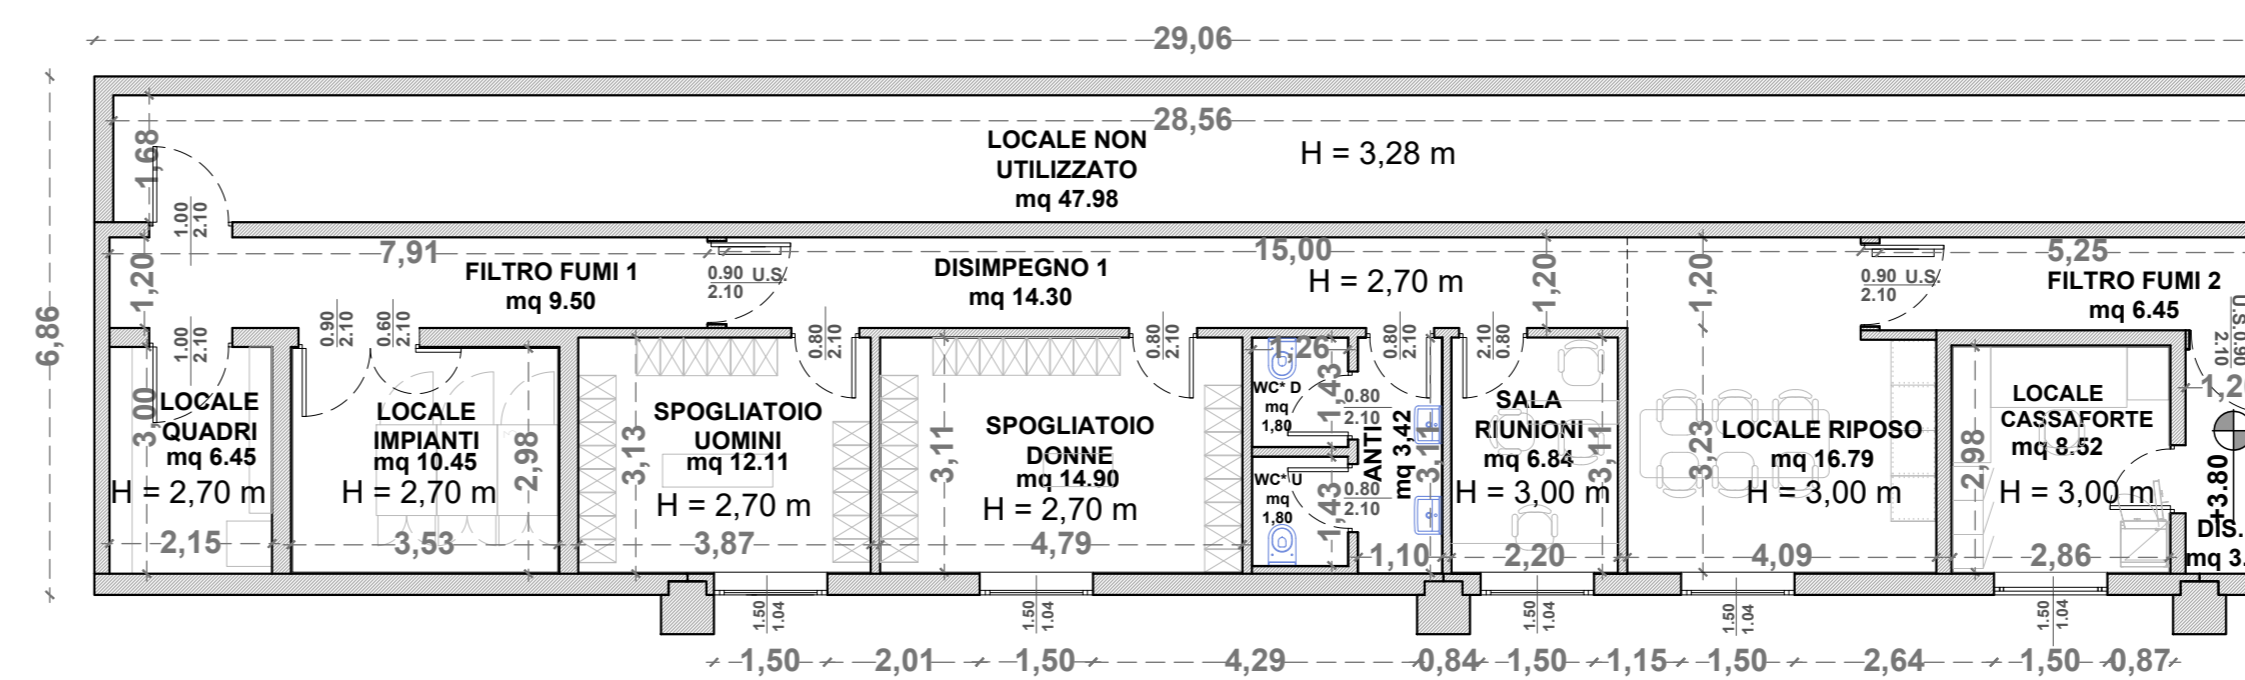 29,06
28,56
6,86
1,68
LOCALE NON
UTILIZZATO
mq 47.98
H = 3,28 m
1.00
2.10
7,91
1,20
FILTRO FUMI 1
mq 9.50
0.90 U.S.
2.10
DISIMPEGNO 1
mq 14.30
15,00
H = 2,70 m
1,20
1,20
0.90 U.S.
2.10
5,25
FILTRO FUMI 2
mq 6.45
U.S. 0.90
2.10
1.00
2.10
0.90
2.10
0.60
2.10
0.80
2.10
0.80
2.10
0.80
2.10
2.10
0.80
3,00
LOCALE
QUADRI
mq 6.45
H = 2,70 m
2,15
LOCALE
IMPIANTI
mq 10.45
H = 2,70 m
2,98
3,53
3,13
SPOGLIATOIO
UOMINI
mq 12.11
H = 2,70 m
3,87
3,11
SPOGLIATOIO
DONNE
mq 14.90
H = 2,70 m
4,79
1,26
WC* D
mq
1,80
1,43
0.80
2.10
WC* U
mq
1,80
1,43
0.80
2.10
ANTI
mq 3,42
3,11
1,10
SALA
RIUNIONI
mq 6.84
H = 3,00 m
3,11
2,20
3,23
LOCALE RIPOSO
mq 16.79
H = 3,00 m
4,09
2,98
LOCALE
CASSAFORTE
mq 8.52
H = 3,00 m
2,86
+3.80
DIS.
mq 3.
1.50
1.04
1.50
1.04
1.50
1.04
1.50
1.04
1.50
1.04
1,50
2,01
1,50
4,29
0,84
1,50
1,15
1,50
2,64
1,50
0,87